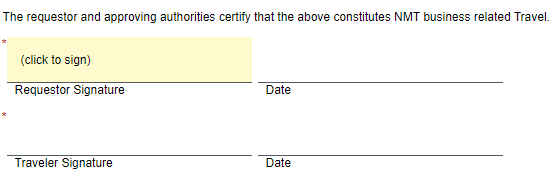 The requestor and approving authorities certify that the above constitutes NMT business related Travel.
*
(click to sign)
Requestor Signature Date
*
Traveler Signature Date